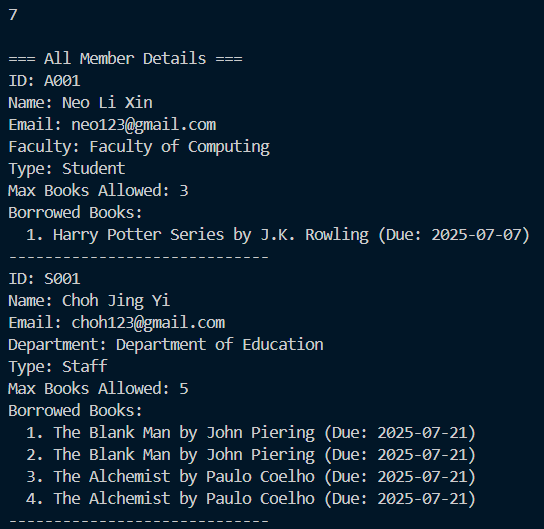 7
=== All Member Details ===
ID: A001
Name: Neo Li Xin
Email: neo123@gmail.com
Faculty: Faculty of Computing
Type: Student
Max Books Allowed: 3
Borrowed Books:
  1. Harry Potter Series by J.K. Rowling (Due: 2025-07-07)
-----------------------------
ID: S001
Name: Choh Jing Yi
Email: choh123@gmail.com
Department: Department of Education
Type: Staff
Max Books Allowed: 5
Borrowed Books:
  1. The Blank Man by John Piering (Due: 2025-07-21)
  2. The Blank Man by John Piering (Due: 2025-07-21)
  3. The Alchemist by Paulo Coelho (Due: 2025-07-21)
  4. The Alchemist by Paulo Coelho (Due: 2025-07-21)
-----------------------------